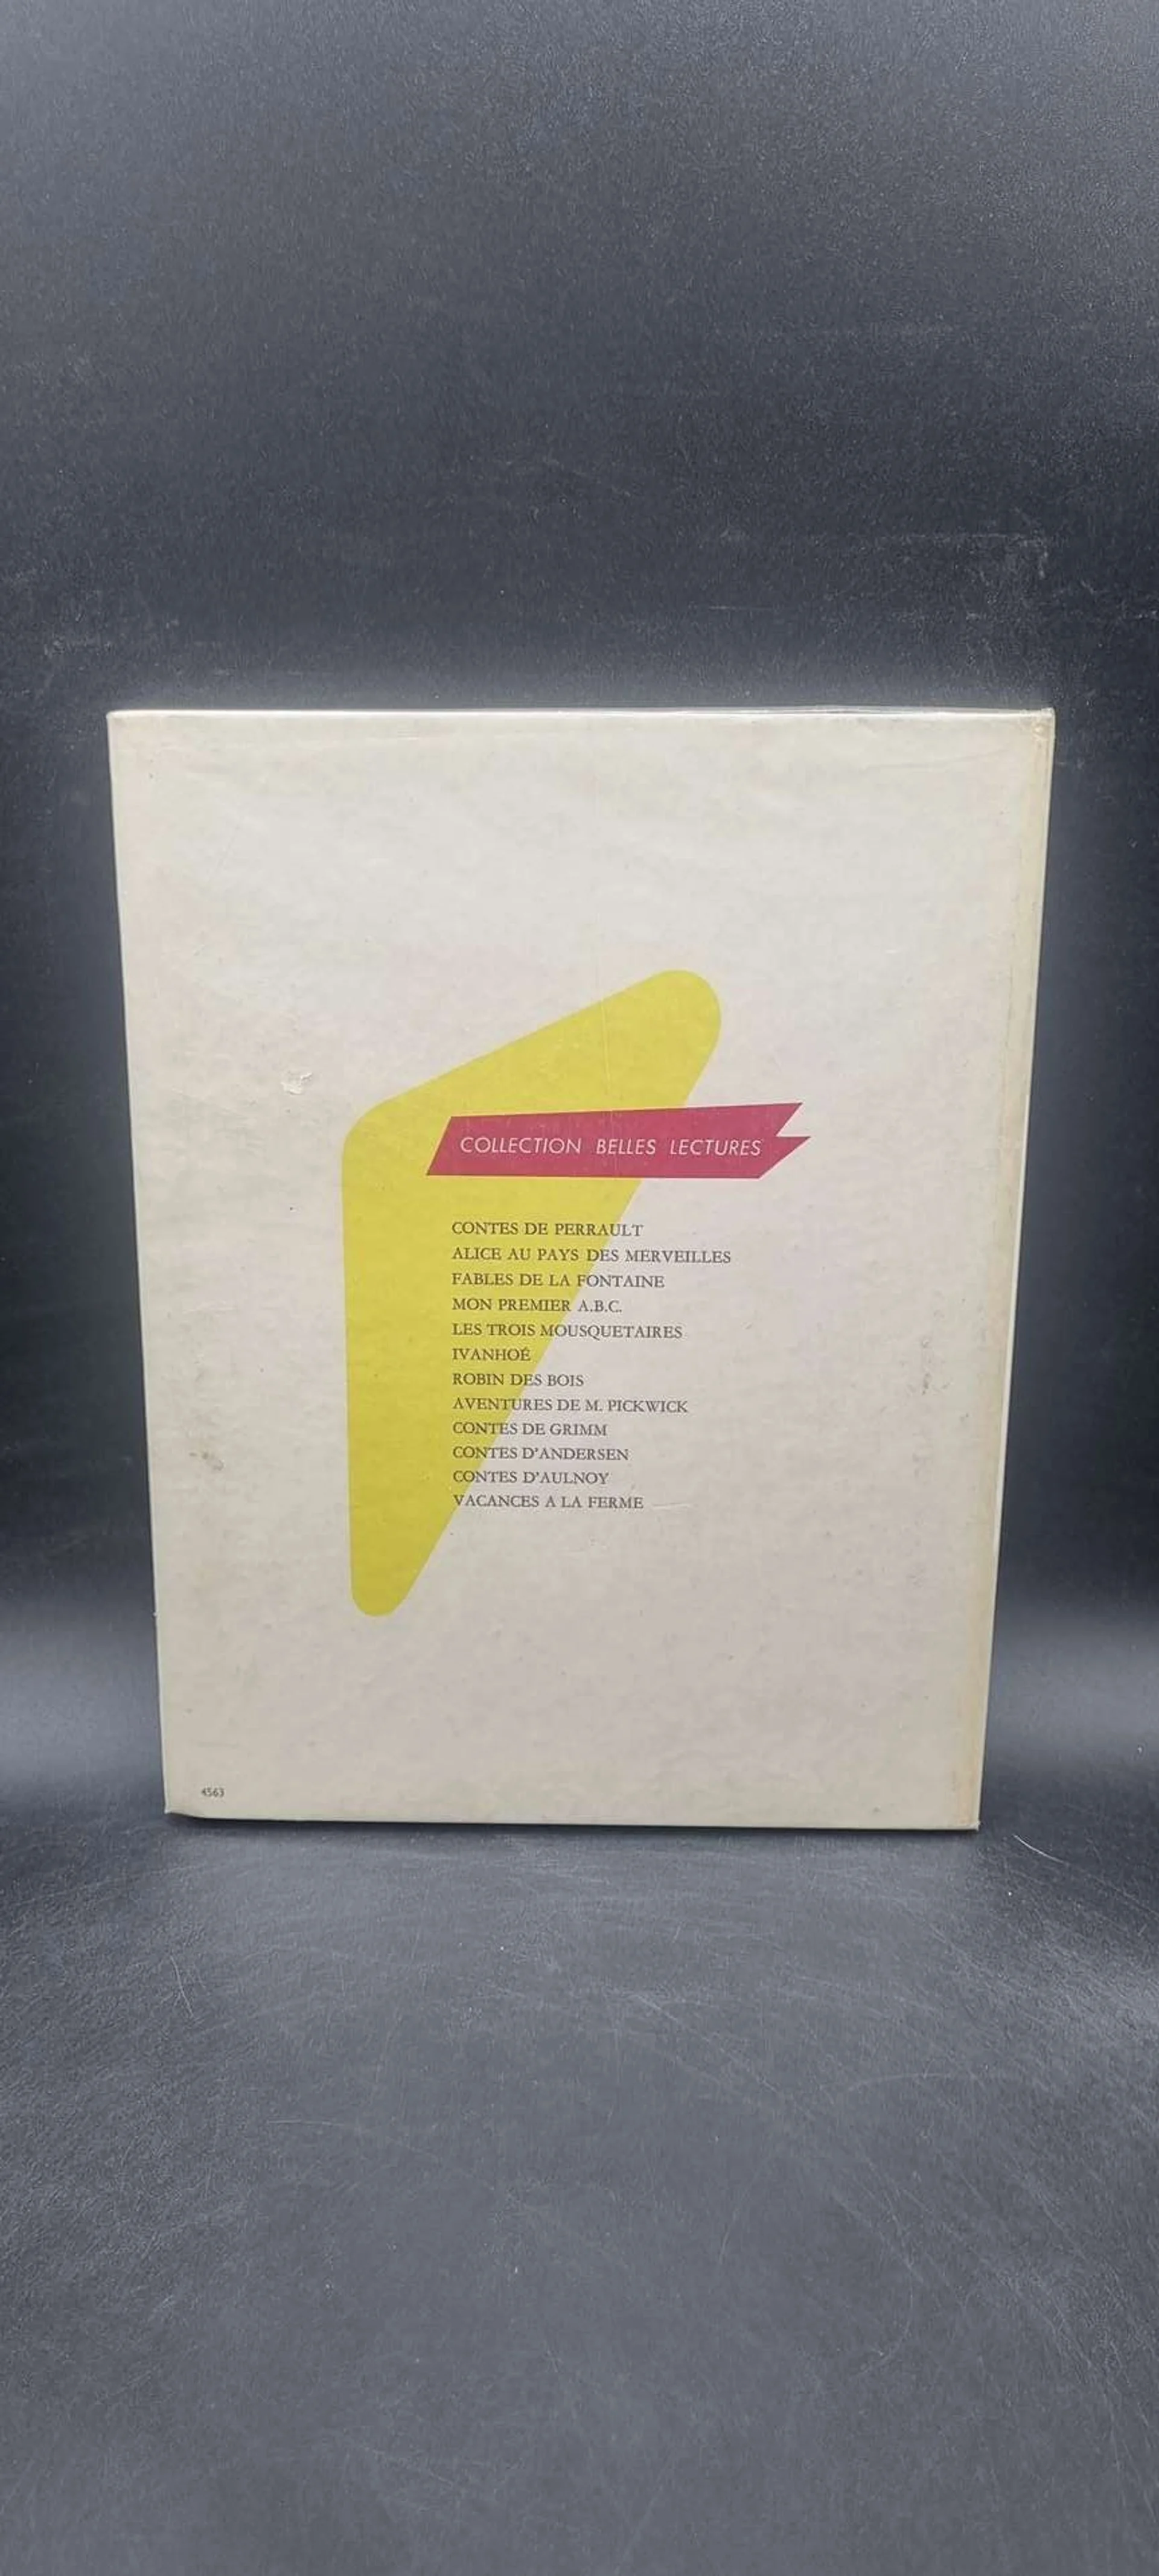 COLLECTION BELLES LECTURES
CONTES DE PERRAULT
ALICE AU PAYS DES MERVEILLES
FABLES DE LA FONTAINE
MON PREMIER A.B.C.
LES TROIS MOUSQUETAIRES
IVANHOÉ
ROBIN DES BOIS
AVENTURES DE M. PICKWICK
CONTES DE GRIMM
CONTES D'ANDERSEN
CONTES D'AULNOY
VACANCES A LA FERME
4563